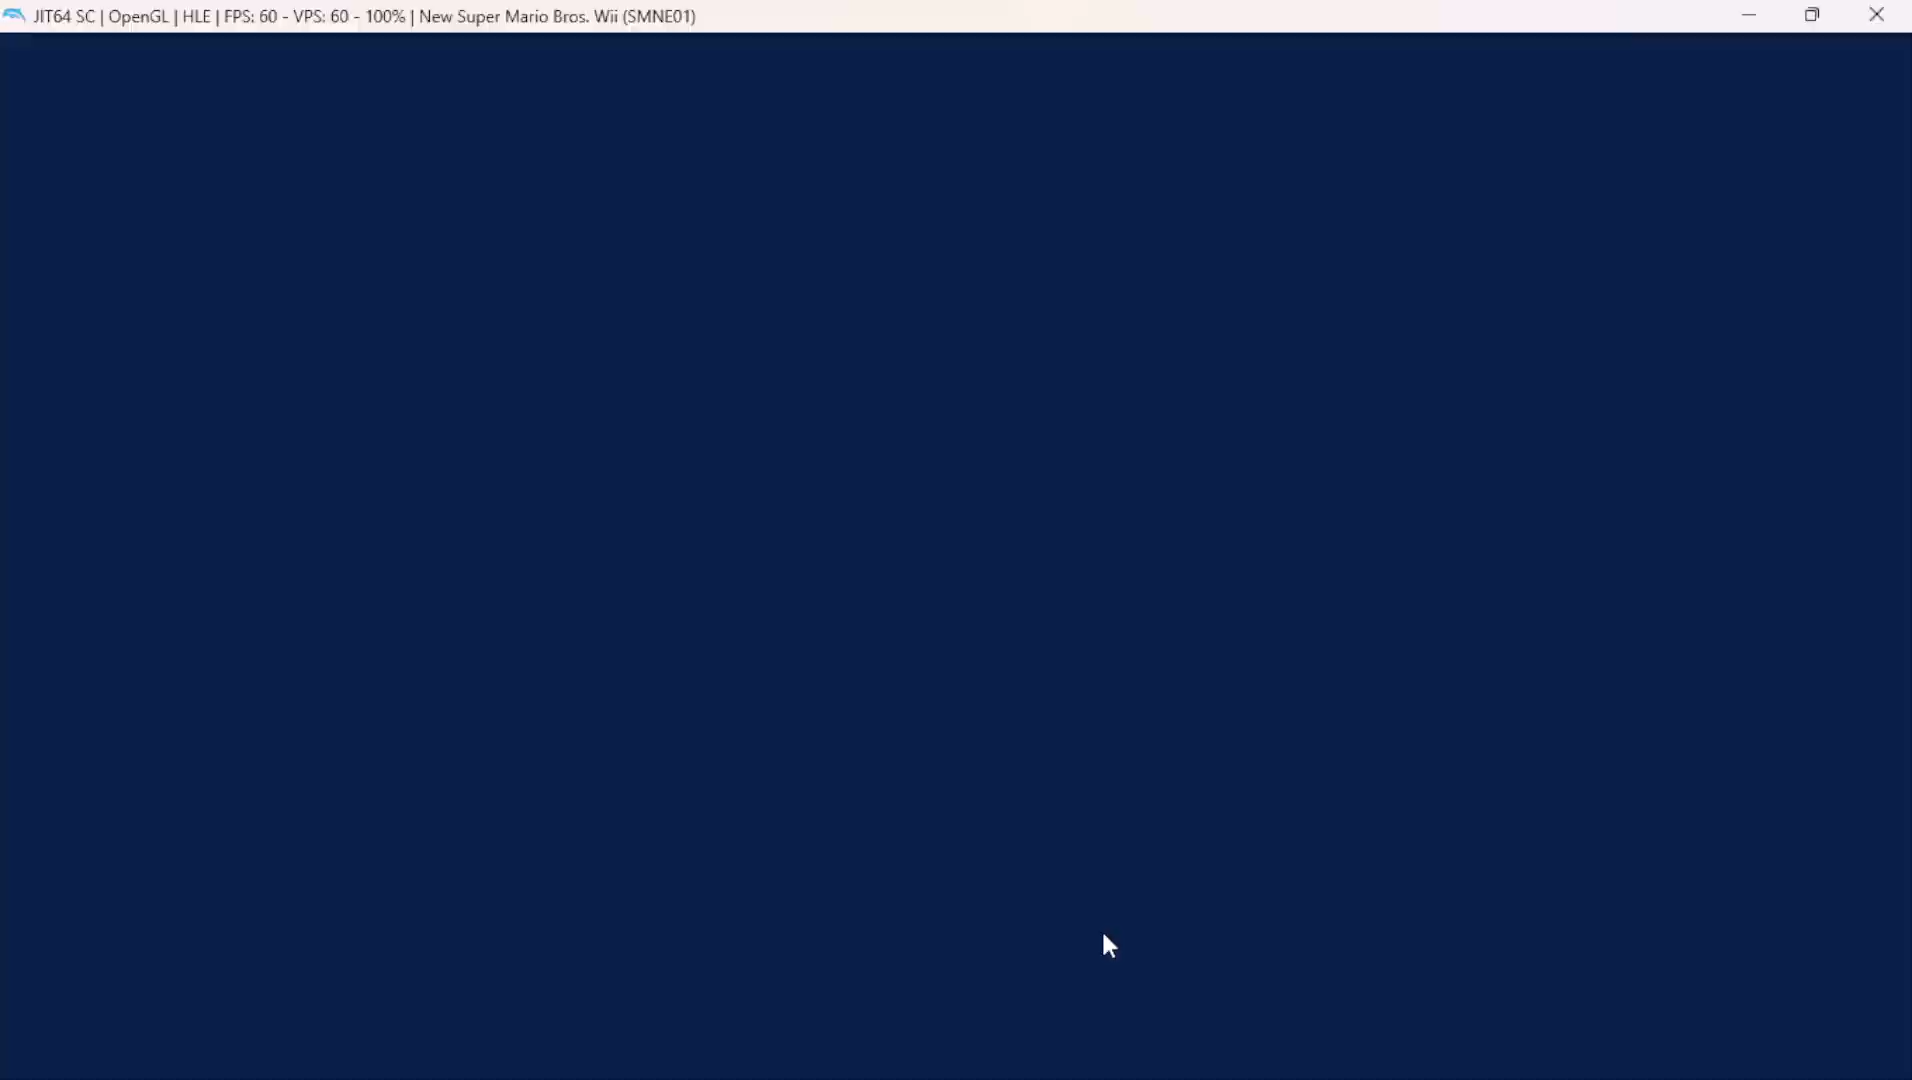 JIT64 SC | OpenGL | HLE | FPS: 60 - VPS: 60 - 100% | New Super Mario Bros. Wii (SMNE01)